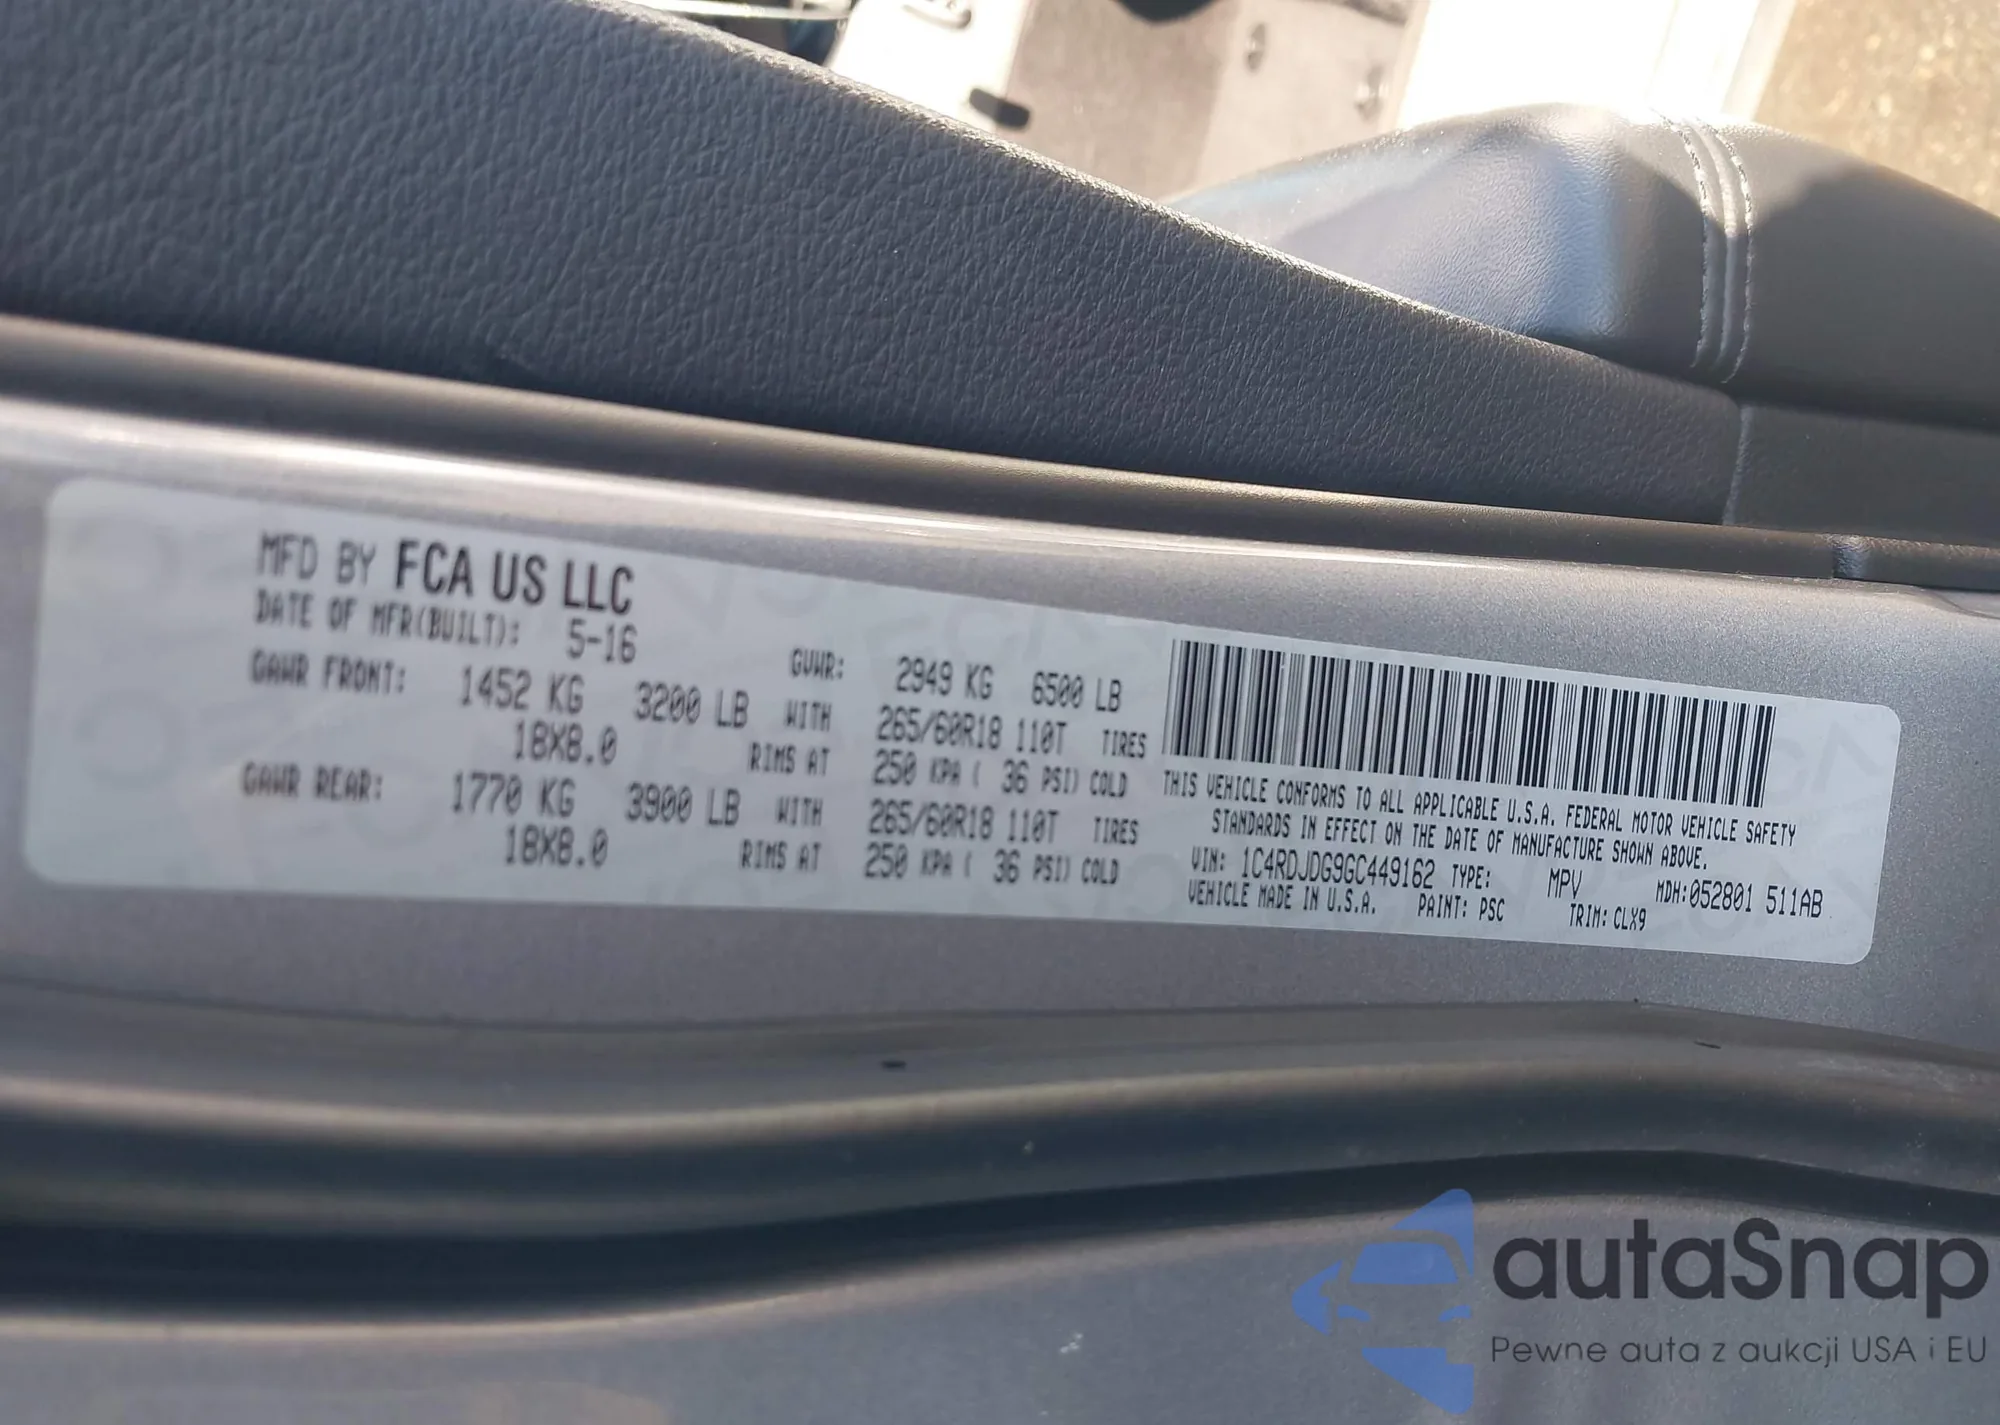 MFD BY FCA US LLC
DATE OF MFR(BUILT): 5-16
GVWR: 2949 KG 6500 LB
GAWR FRONT: 1452 KG 3200 LB WITH 265/60R18 110T TIRES
18X8.0 RIMS AT 250 KPA ( 36 PSI) COLD
GAWR REAR: 1770 KG 3900 LB WITH 265/60R18 110T TIRES
18X8.0 RIMS AT 250 KPA ( 36 PSI) COLD
THIS VEHICLE CONFORMS TO ALL APPLICABLE U.S.A. FEDERAL MOTOR VEHICLE SAFETY
STANDARDS IN EFFECT ON THE DATE OF MANUFACTURE SHOWN ABOVE.
VIN: 1C4RDJDG9GC449162 TYPE: MPV MDH:052801 511AB
VEHICLE MADE IN U.S.A. PAINT: PSC TRIM: CLX9
autaSnap
Pewne auta z aukcji USA i EU